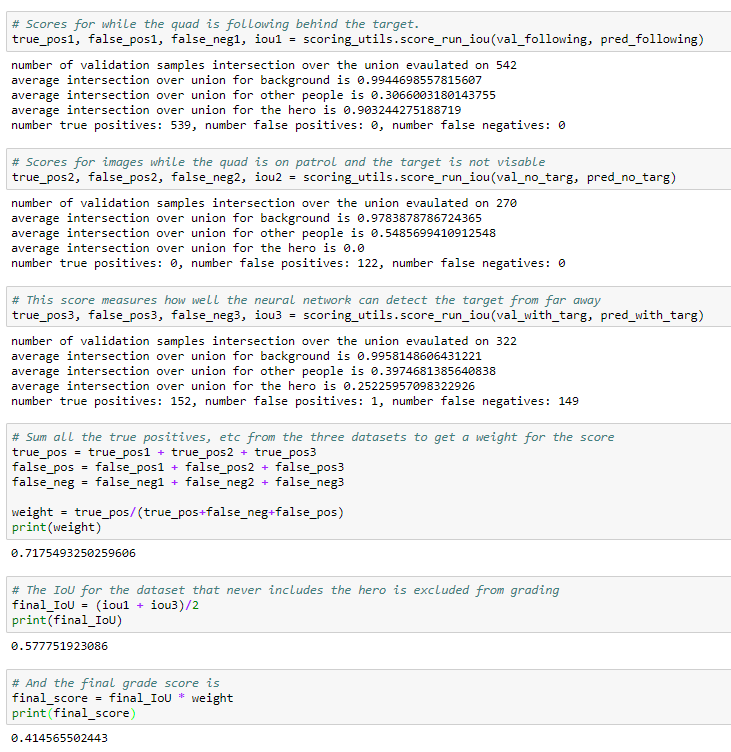 # Scores for while the quad is following behind the target.
true_pos1, false_pos1, false_neg1, iou1 = scoring_utils.score_run_iou(val_following, pred_following)
number of validation samples intersection over the union evaulated on 542
average intersection over union for background is 0.9944698557815607
average intersection over union for other people is 0.3066003180143755
average intersection over union for the hero is 0.903244275188719
number true positives: 539, number false positives: 0, number false negatives: 0
# Scores for images while the quad is on patrol and the target is not visable
true_pos2, false_pos2, false_neg2, iou2 = scoring_utils.score_run_iou(val_no_targ, pred_no_targ)
number of validation samples intersection over the union evaulated on 270
average intersection over union for background is 0.9783878786724365
average intersection over union for other people is 0.5485699410912548
average intersection over union for the hero is 0.0
number true positives: 0, number false positives: 122, number false negatives: 0
# This score measures how well the neural network can detect the target from far away
true_pos3, false_pos3, false_neg3, iou3 = scoring_utils.score_run_iou(val_with_targ, pred_with_targ)
number of validation samples intersection over the union evaulated on 322
average intersection over union for background is 0.9958148606431221
average intersection over union for other people is 0.3974681385640838
average intersection over union for the hero is 0.25225957098322926
number true positives: 152, number false positives: 1, number false negatives: 149
# Sum all the true positives, etc from the three datasets to get a weight for the score
true_pos = true_pos1 + true_pos2 + true_pos3
false_pos = false_pos1 + false_pos2 + false_pos3
false_neg = false_neg1 + false_neg2 + false_neg3
weight = true_pos/(true_pos+false_neg+false_pos)
print(weight)
0.7175493250259606
# The IoU for the dataset that never includes the hero is excluded from grading
final_IoU = (iou1 + iou3)/2
print(final_IoU)
0.577751923086
# And the final grade score is
final_score = final_IoU * weight
print(final_score)
0.414565502443